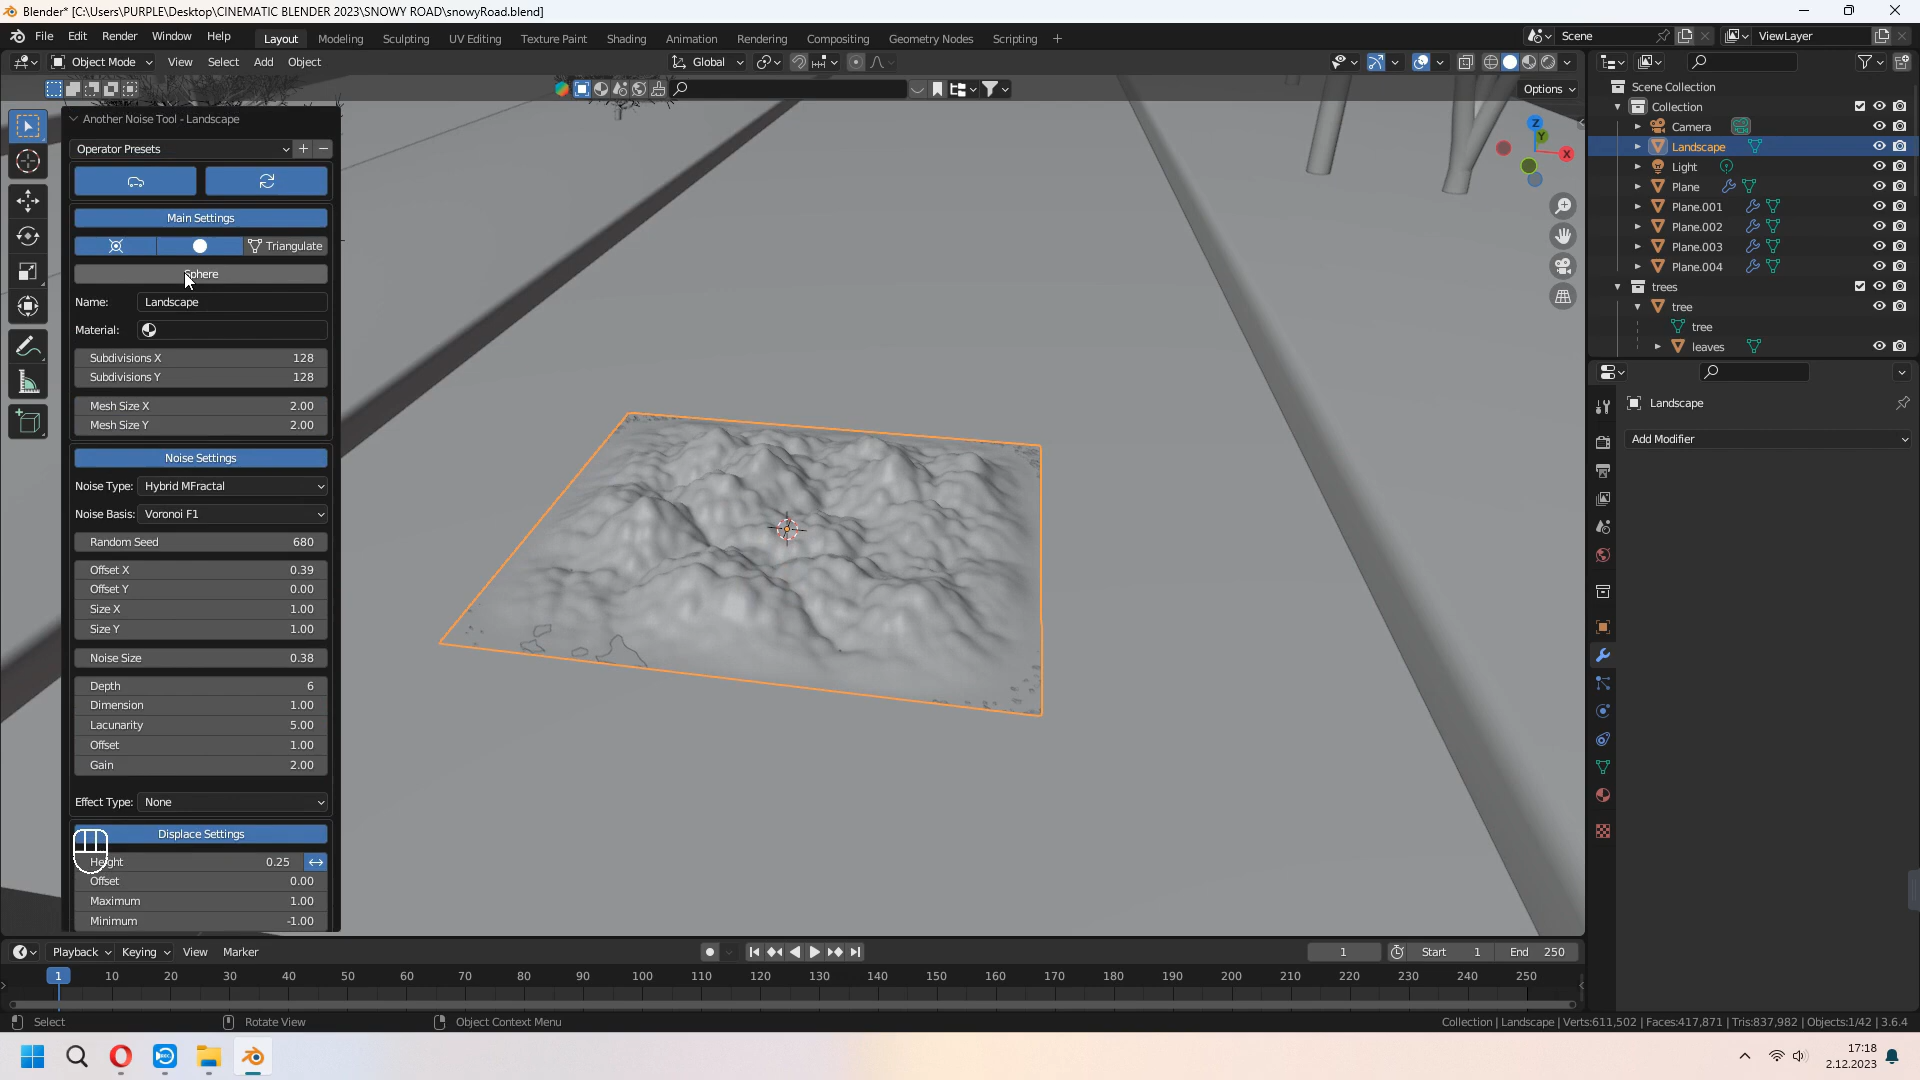 Blender* [C:\Users\PURPLE\Desktop\CINEMATIC BLENDER 2023\SNOWY ROAD\snowyRoad.blend]
File Edit Render Window Help Layout Modeling Sculpting UV Editing Texture Paint Shading Animation Rendering Compositing Geometry Nodes Scripting + Scene ViewLayer
Object Mode View Select Add Object Global
Options
Another Noise Tool - Landscape
Operator Presets
Main Settings
Triangulate
Sphere
Name: Landscape
Material:
Subdivisions X 128
Subdivisions Y 128
Mesh Size X 2.00
Mesh Size Y 2.00
Noise Settings
Noise Type: Hybrid MFractal
Noise Basis: Voronoi F1
Random Seed 680
Offset X 0.39
Offset Y 0.00
Size X 1.00
Size Y 1.00
Noise Size 0.38
Depth 6
Dimension 1.00
Lacunarity 5.00
Offset 1.00
Gain 2.00
Effect Type: None
Displace Settings
Height 0.25
Offset 0.00
Maximum 1.00
Minimum -1.00
Z
Y
X
Scene Collection
Collection
Camera
Landscape
Light
Plane
Plane.001
Plane.002
Plane.003
Plane.004
trees
tree
tree
leaves
Landscape
Add Modifier
Playback Keying View Marker 1 Start 1 End 250
1 10 20 30 40 50 60 70 80 90 100 110 120 130 140 150 160 170 180 190 200 210 220 230 240 250
Select Rotate View Object Context Menu Collection | Landscape | Verts:611,502 | Faces:417,871 | Tris:837,982 | Objects:1/42 | 3.6.4
17:18
2.12.2023